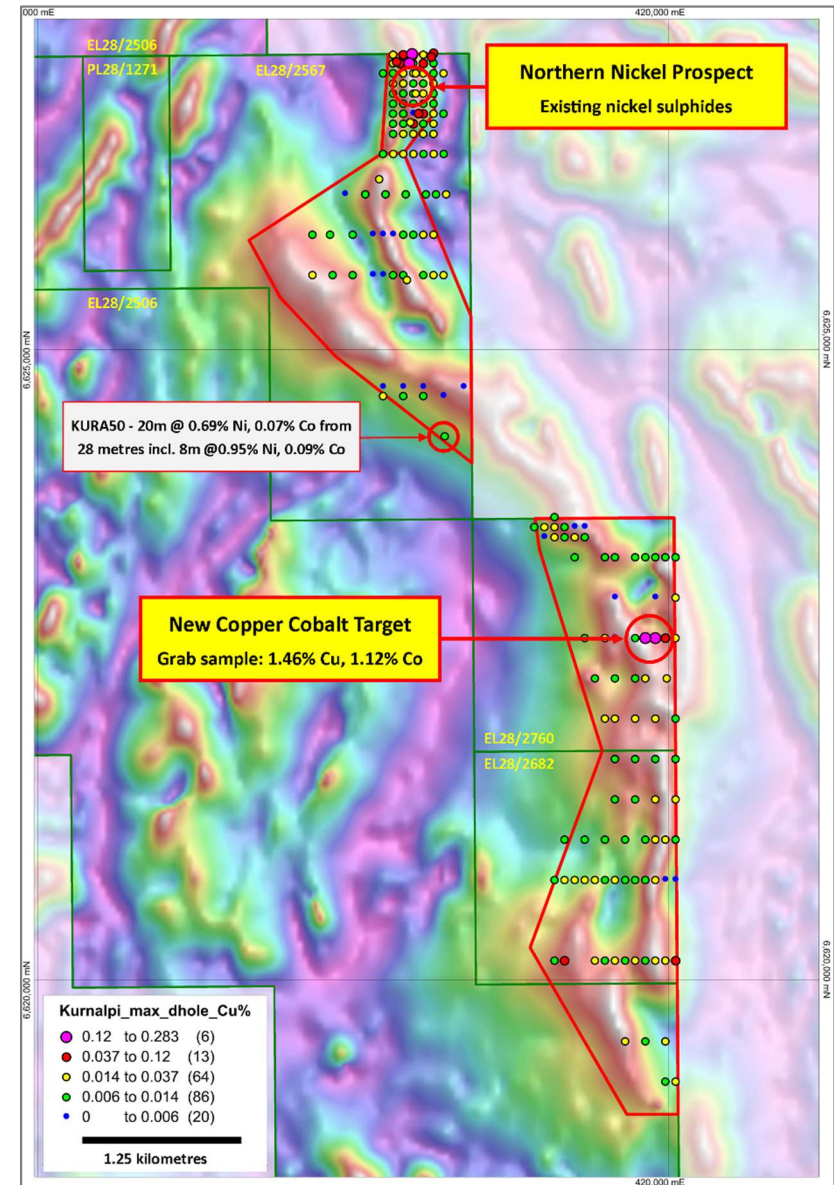 000 mE
420,000 mE
EL28/2506
PL28/1271
EL28/2567
Northern Nickel Prospect
Existing nickel sulphides
EL28/2506
6,625,000 mN
6,625,000 mN
KURA50 - 20m @ 0.69% Ni, 0.07% Co from
28 metres incl. 8m @0.95% Ni, 0.09% Co
New Copper Cobalt Target
Grab sample: 1.46% Cu, 1.12% Co
EL28/2760
EL28/2682
6,620,000 mN
6,620,000 mN
Kurnalpi_max_dhole_Cu%
0.12 to 0.283 (6)
0.037 to 0.12 (13)
0.014 to 0.037 (64)
0.006 to 0.014 (86)
0 to 0.006 (20)
1.25 kilometres
420,000 mE